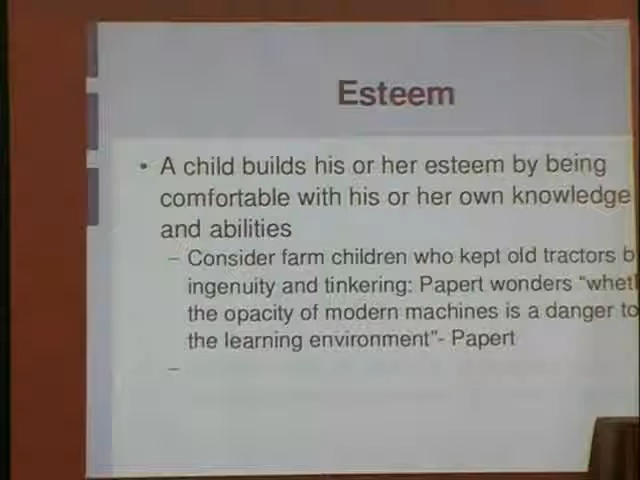 Esteem
• A child builds his or her esteem by being
comfortable with his or her own knowledge
and abilities
– Consider farm children who kept old tractors b
ingenuity and tinkering: Papert wonders “whet
the opacity of modern machines is a danger to
the learning environment”- Papert
–